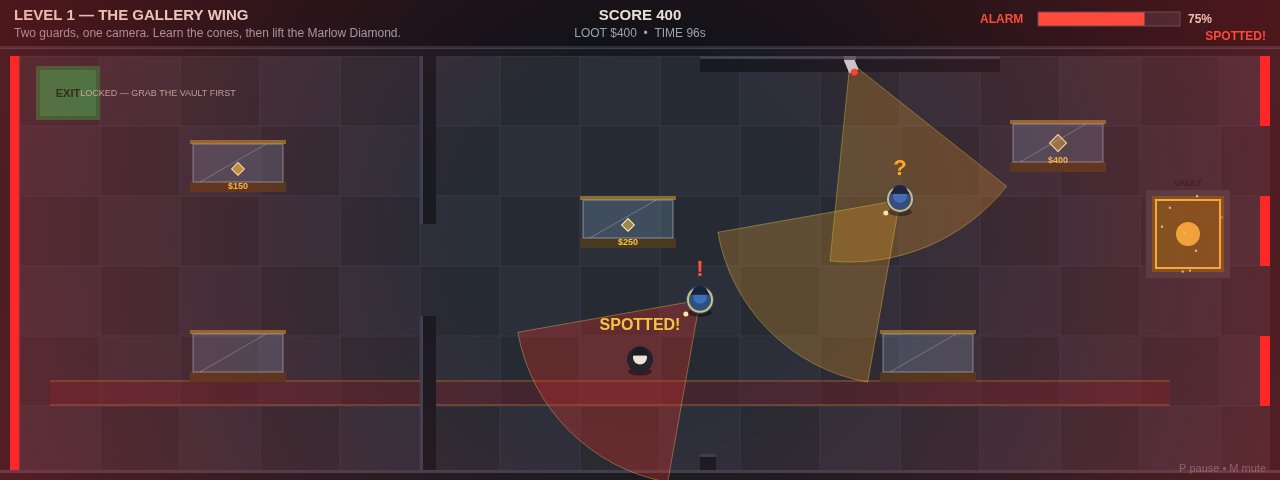 LEVEL 1 — THE GALLERY WING
Two guards, one camera. Learn the cones, then lift the Marlow Diamond.
SCORE 400
LOOT $400 • TIME 96s
ALARM
75%
SPOTTED!
EXIT
LOCKED — GRAB THE VAULT FIRST
$150
$250
?
$400
VAULT
!
SPOTTED!
P pause • M mute